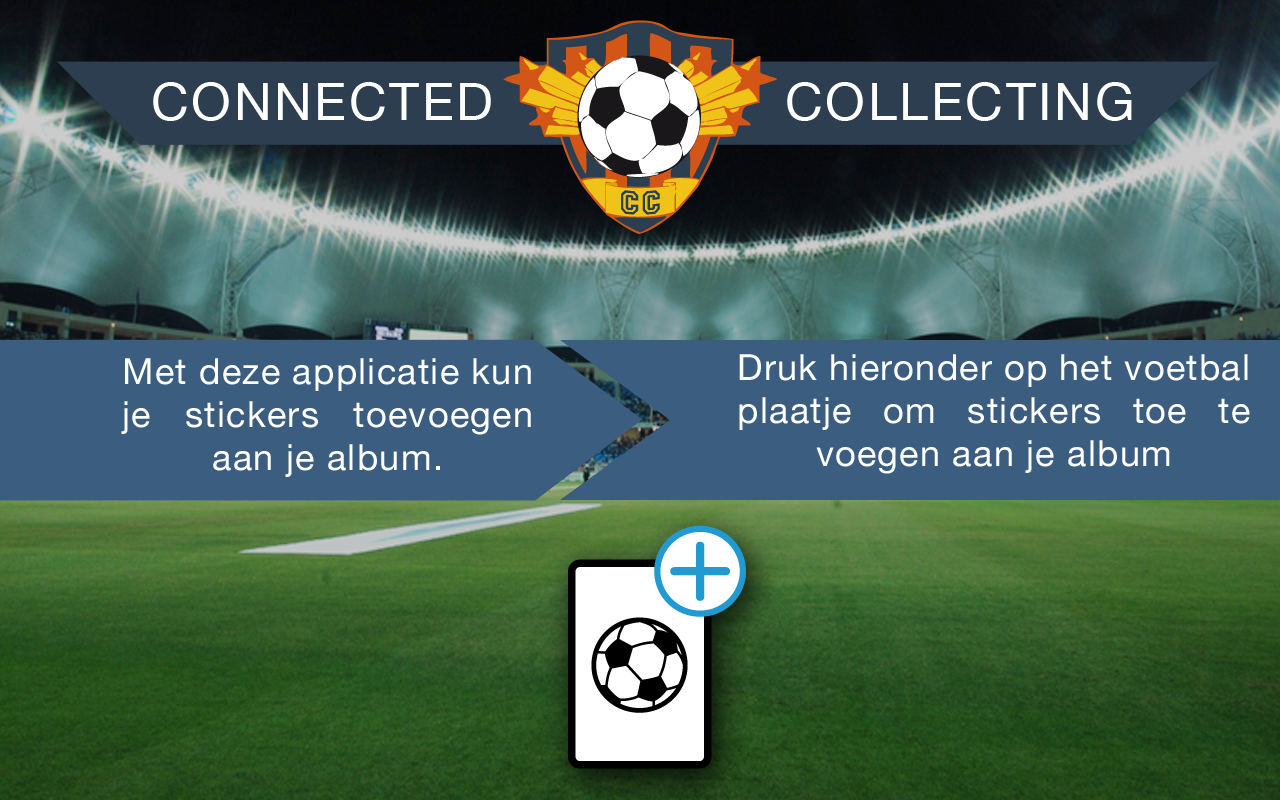 CONNECTED COLLECTING
CC
Met deze applicatie kun
je stickers toevoegen
aan je album.
Druk hieronder op het voetbal
plaatje om stickers toe te
voegen aan je album